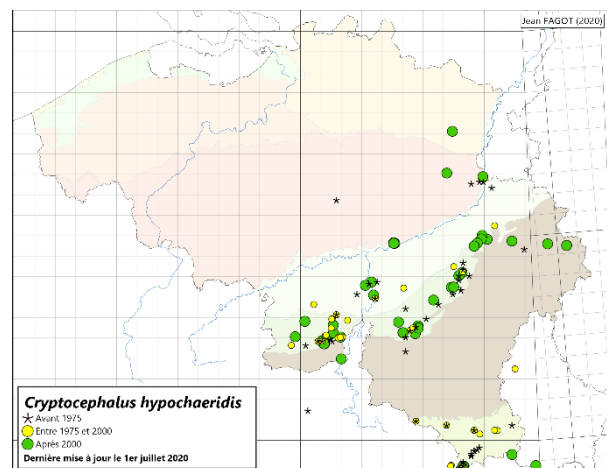 Jean FAGOT (2020)
Cryptocephalus hypochaeridis
Avant 1975
Entre 1975 et 2000
Après 2000
Dernière mise à jour le 1er juillet 2020